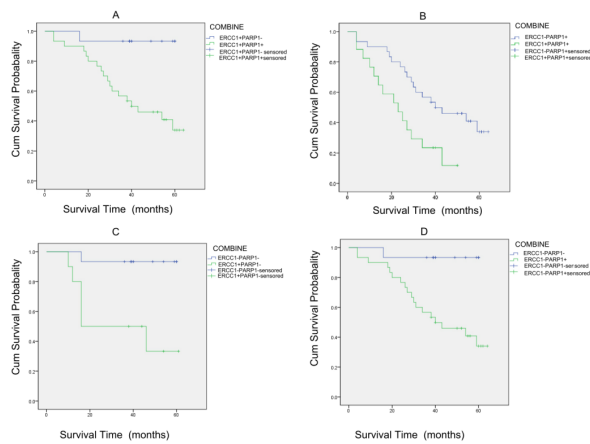 A
COMBINE
ERCC1+PARP1-
ERCC1+PARP1+
ERCC1+PARP1- sensored
ERCC1+PARP1+sensored
Cum Survival Probabality
1.0
0.8
0.6
0.4
0.2
0.0
0
20
40
60
Survival Time (months)
B
COMBINE
ERCC1-PARP1+
ERCC1+PARP1+
ERCC1-PARP1+sensored
ERCC1+PARP1+sensored
Cum Survival Probabality
1.0
0.8
0.6
0.4
0.2
0.0
0
20
40
60
Survival Time (months)
C
COMBINE
ERCC1-PARP1-
ERCC1+PARP1-
ERCC1-PARP1-sensored
ERCC1+PARP1-sensored
Cum Survival Probability
1.0
0.8
0.6
0.4
0.2
0.0
0
20
40
60
Survival Time (months)
D
COMBINE
ERCC1-PARP1-
ERCC1-PARP1+
ERCC1-PARP1-sensored
ERCC1-PARP1+sensored
Cum Survival Probability
1.0
0.8
0.6
0.4
0.2
0.0
0
20
40
60
Survival Time (months)